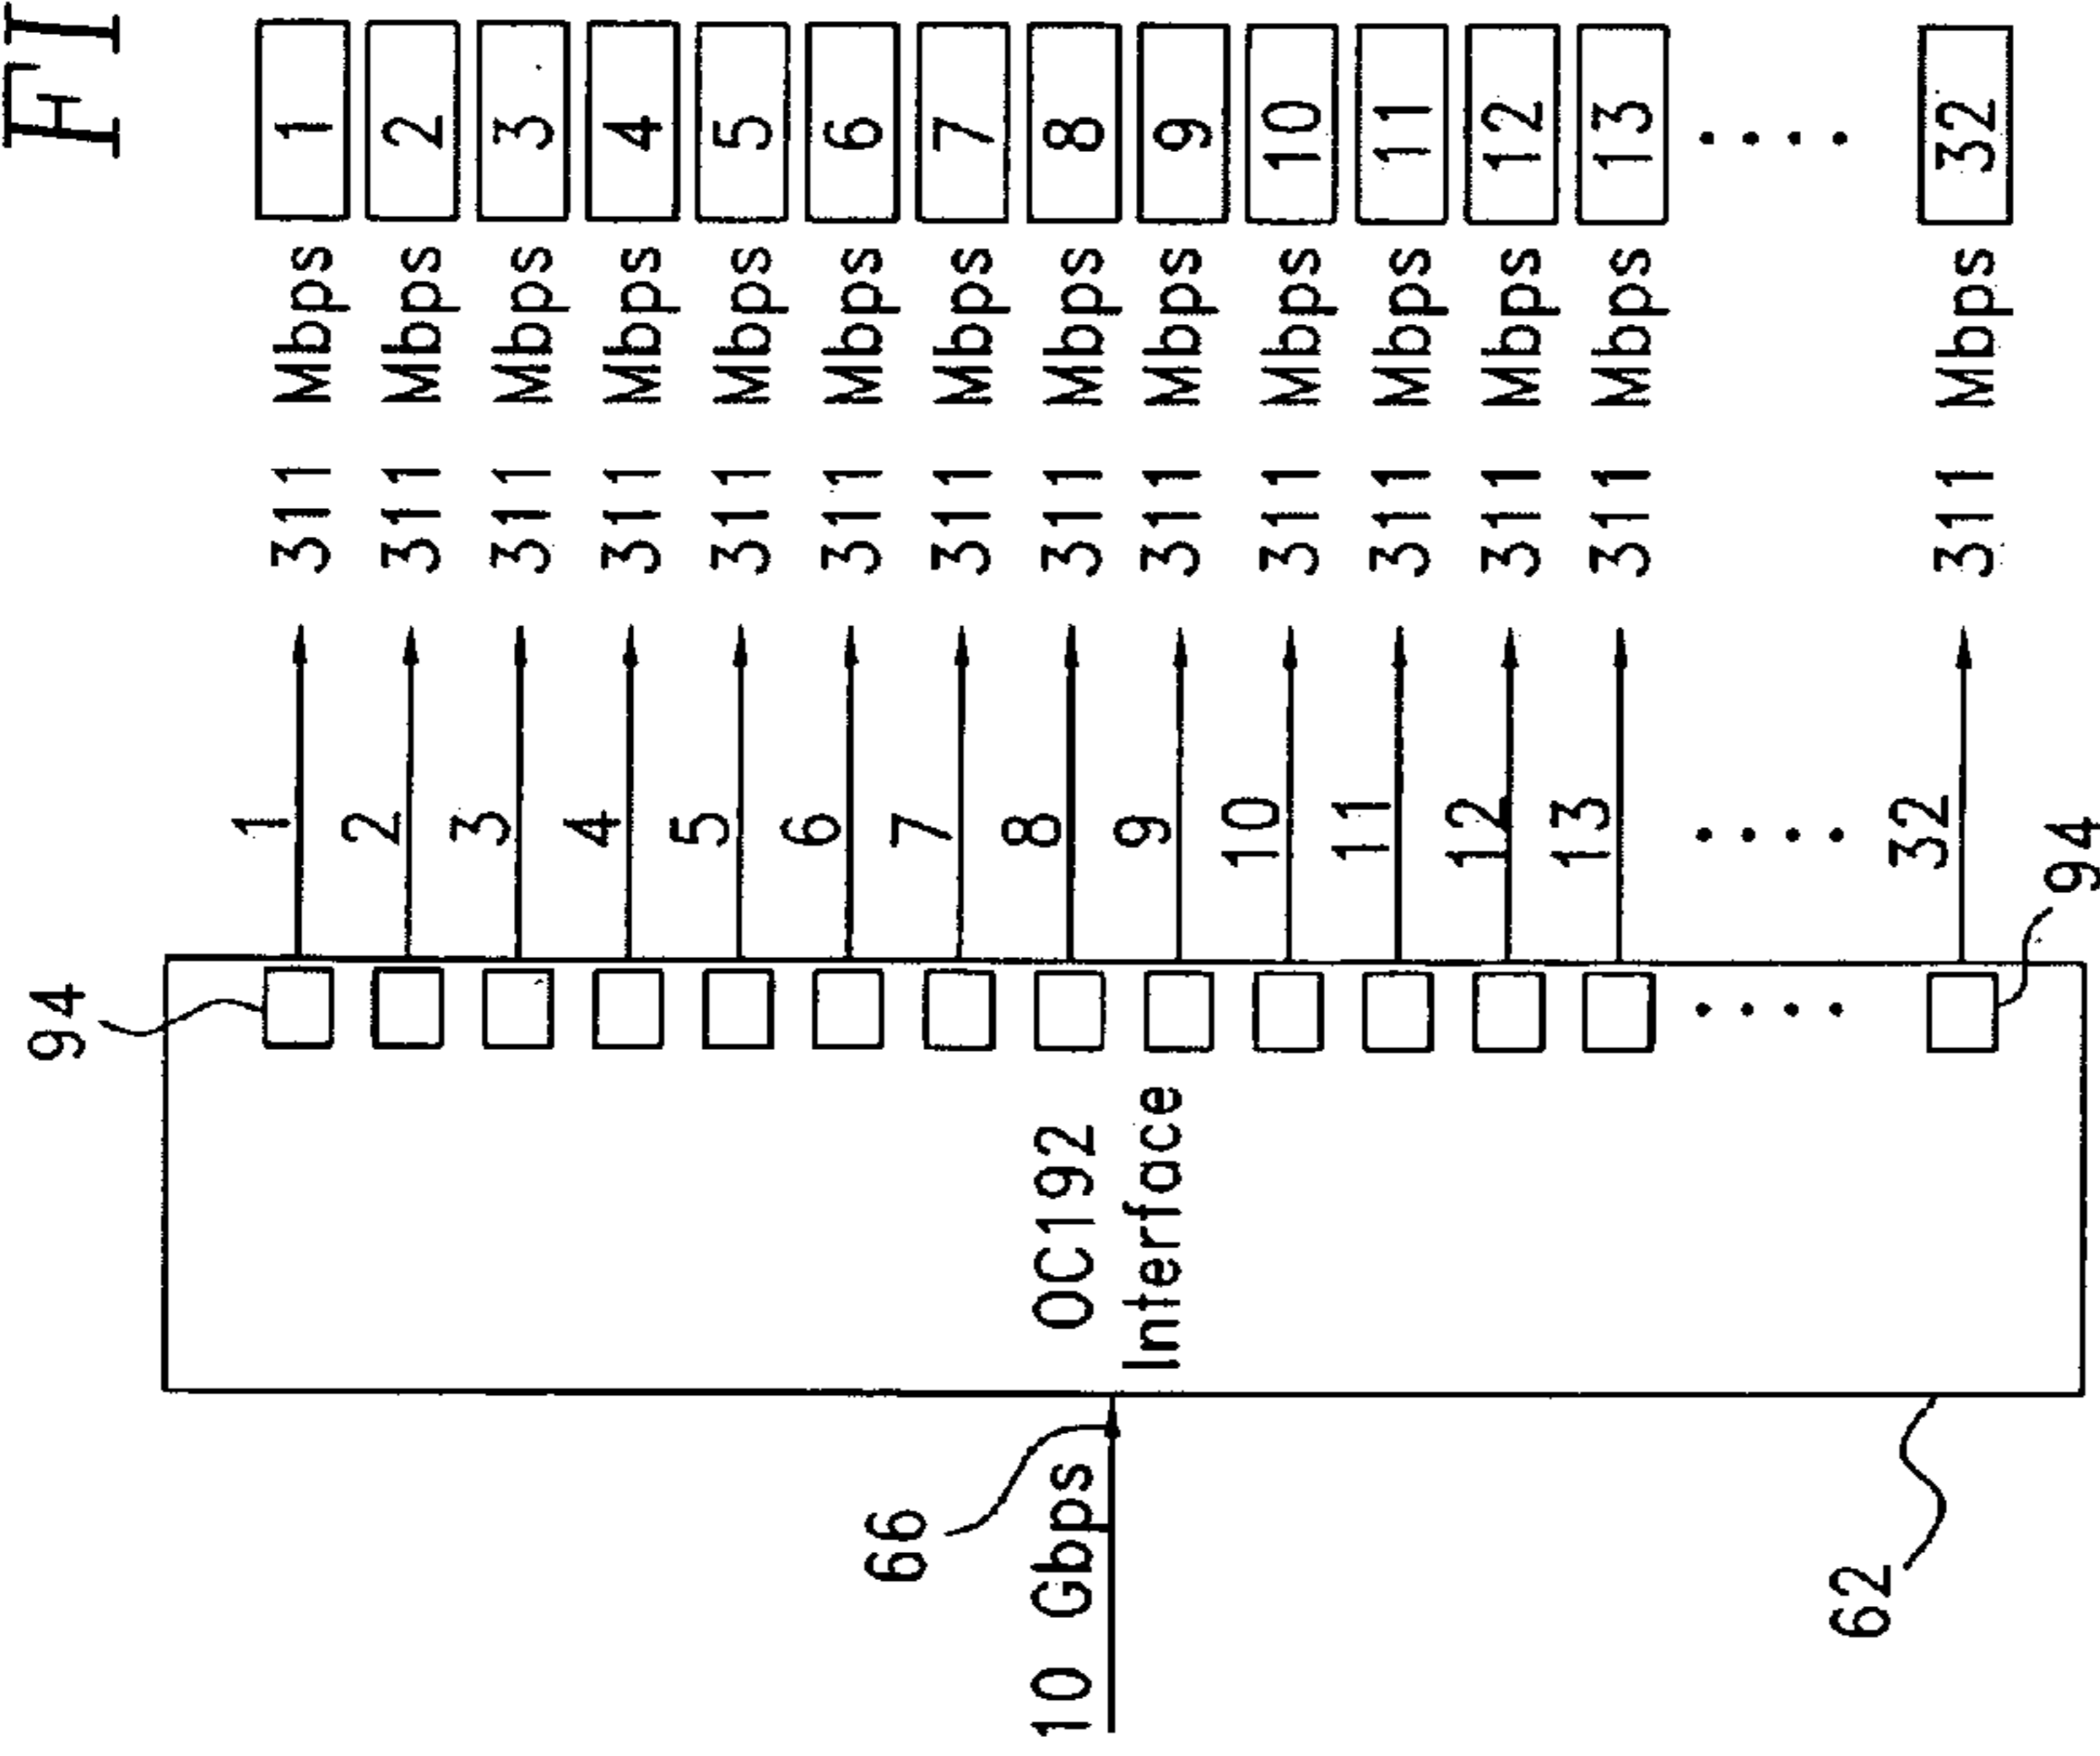 FI
94
1 311 Mbps 1
2 311 Mbps 2
3 311 Mbps 3
4 311 Mbps 4
5 311 Mbps 5
6 311 Mbps 6
7 311 Mbps 7
66
10 Gbps
OC192
Interface
8 311 Mbps 8
9 311 Mbps 9
10 311 Mbps 10
11 311 Mbps 11
12 311 Mbps 12
13 311 Mbps 13
62
32 311 Mbps 32
94